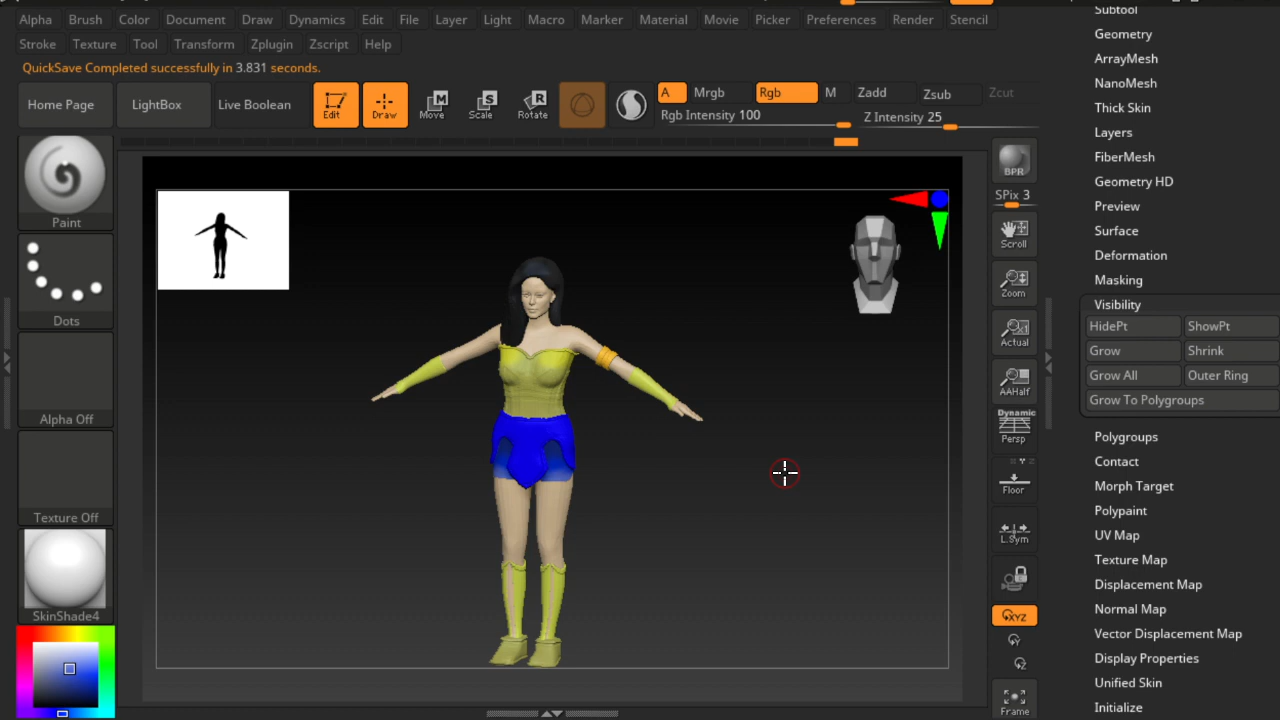 Alpha Brush Color Document Draw Dynamics Edit File Layer Light Macro Marker Material Movie Picker Preferences Render Stencil
Stroke Texture Tool Transform Zplugin Zscript Help
QuickSave Completed successfully in 3.831 seconds.
Home Page LightBox Live Boolean Edit Draw Move Scale Rotate
M S R
A Mrgb Rgb M Zadd Zsub Zcut
Rgb Intensity 100 Z Intensity 25
Paint
Dots
Alpha Off
Texture Off
SkinShade4
BPR
SPix 3
Scroll
Zoom
Actual
AAHalf
Dynamic
Persp
Floor
L.Sym
XYZ
Y
Z
Frame
Subtool
Geometry
ArrayMesh
NanoMesh
Thick Skin
Layers
FiberMesh
Geometry HD
Preview
Surface
Deformation
Masking
Visibility
HidePt ShowPt
Grow Shrink
Grow All Outer Ring
Grow To Polygroups
Polygroups
Contact
Morph Target
Polypaint
UV Map
Texture Map
Displacement Map
Normal Map
Vector Displacement Map
Display Properties
Unified Skin
Initialize